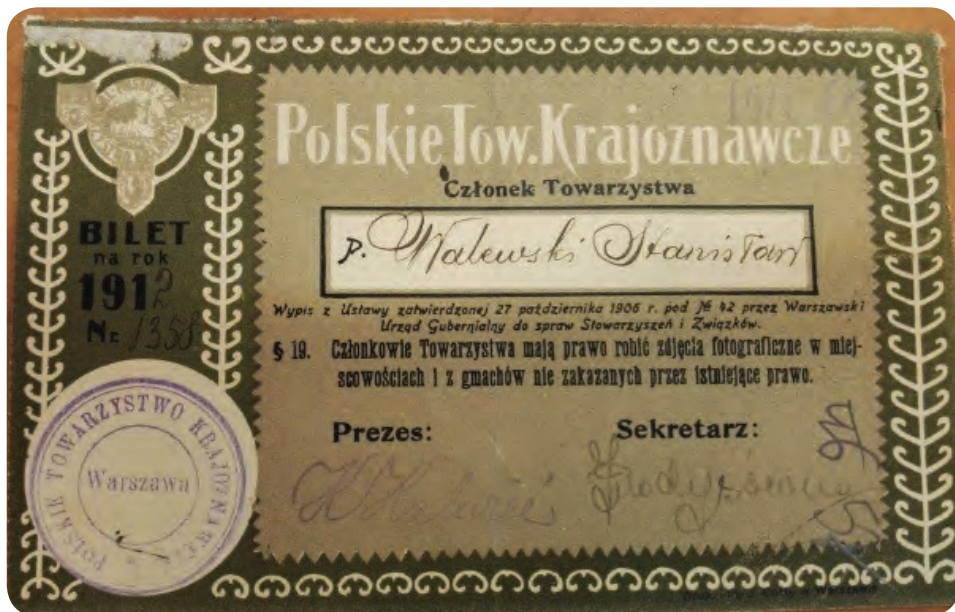 Polskie Tow. Krajoznawcze
Członek Towarzystwa
p. Walewski Stanisław
BILET
na rok
1912
Nr 1358
Wypis z Ustawy zatwierdzonej 27 października 1906 r. pod № 42 przez Warszawski
Urząd Gubernialny do spraw Stowarzyszeń i Związków.
§ 19. Członkowie Towarzystwa mają prawo robić zdjęcia fotograficzne w miej-
scowościach i z gmachów nie zakazanych przez istniejące prawo.
Prezes: Sekretarz:
POLSKIE TOWARZYSTWO KRAJOZNAWCZE
Warszawa